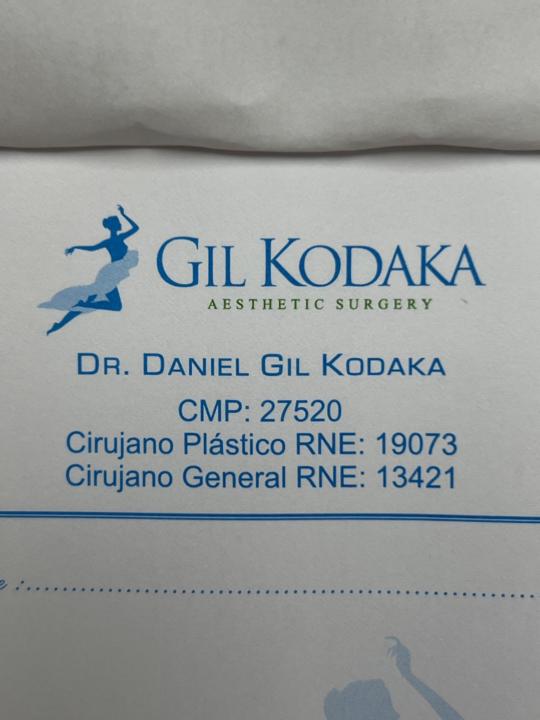 GIL KODAKA
AESTHETIC SURGERY
DR. DANIEL GIL KODAKA
CMP: 27520
Cirujano Plástico RNE: 19073
Cirujano General RNE: 13421